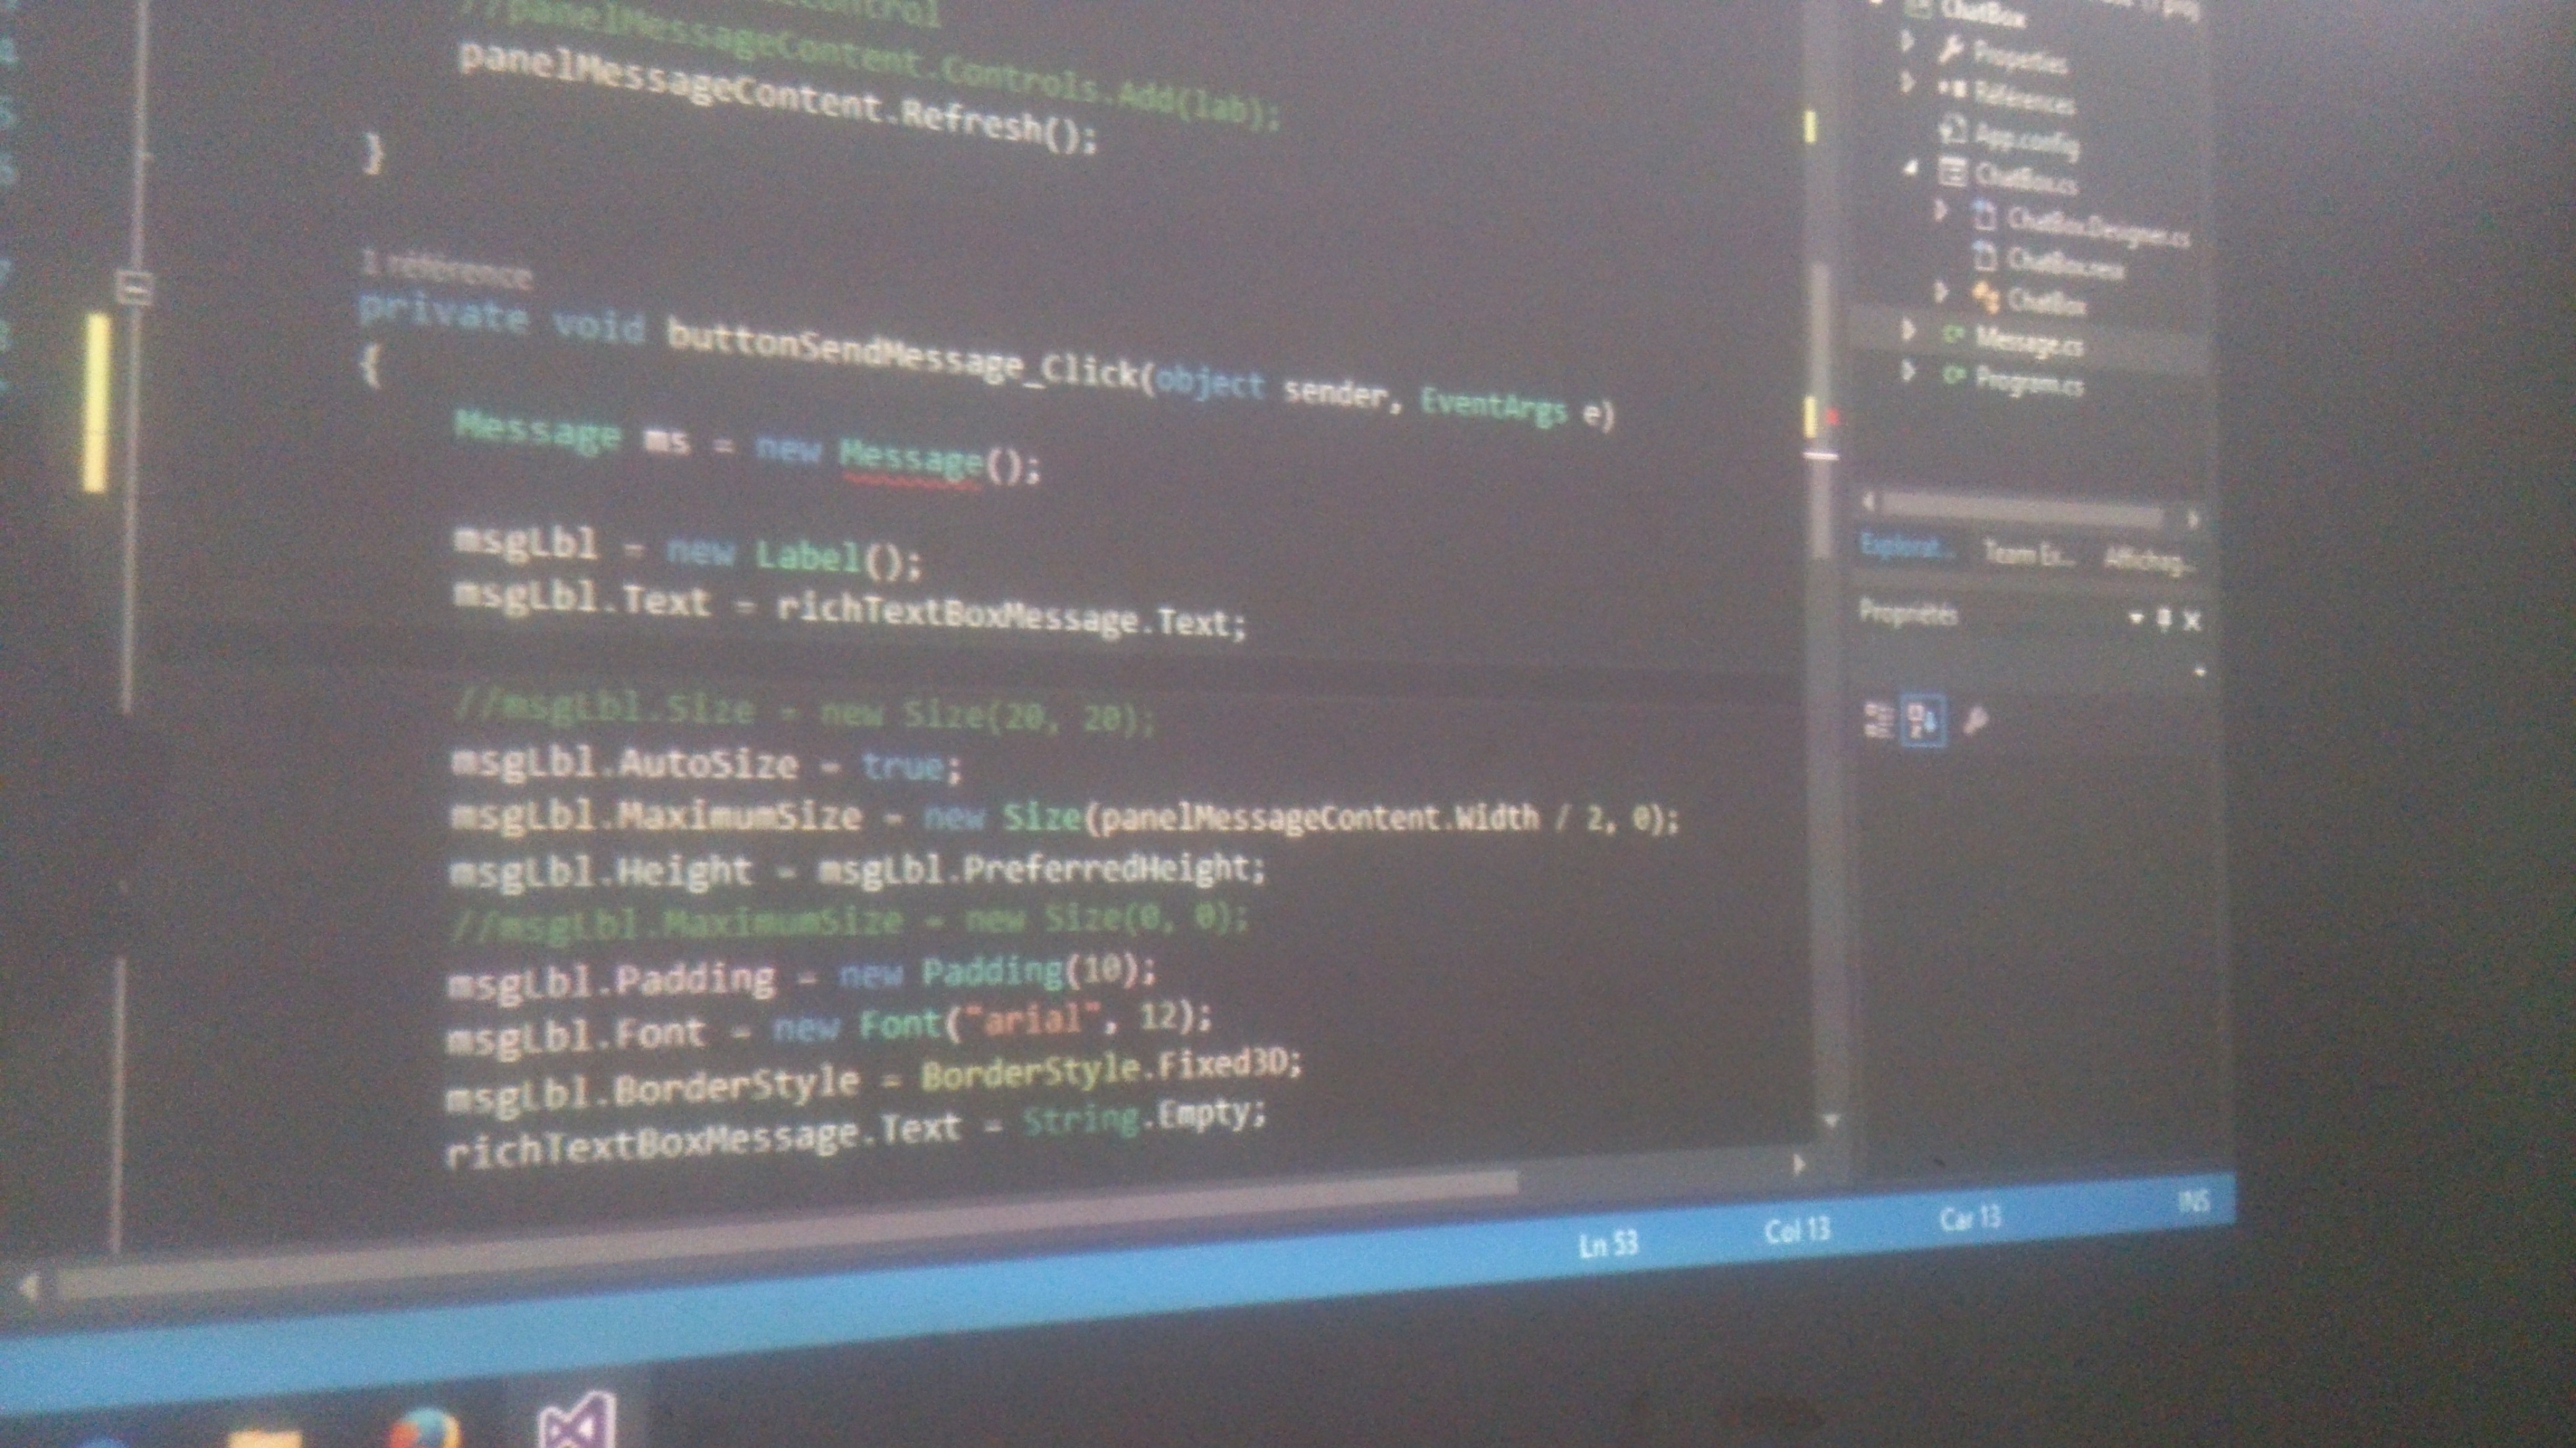 //panelMessageContent.Controls.Add(lab);
panelMessageContent.Refresh();
}
1 référence
private void buttonSendMessage_Click(object sender, EventArgs e)
{
Message ms = new Message();
msgLbl = new Label();
msgLbl.Text = richTextBoxMessage.Text;
//msgLbl.Size = new Size(20, 20);
msgLbl.AutoSize = true;
msgLbl.MaximumSize = new Size(panelMessageContent.Width / 2, 0);
msgLbl.Height = msgLbl.PreferredHeight;
//msgLbl.MaximumSize = new Size(0, 0);
msgLbl.Padding = new Padding(10);
msgLbl.Font = new Font("arial", 12);
msgLbl.BorderStyle = BorderStyle.Fixed3D;
richTextBoxMessage.Text = String.Empty;
ChatBox
Properties
Références
App.config
ChatBox.cs
ChatBox.Designer.cs
ChatBox.resx
ChatBox
Message.cs
Program.cs
Explorat... Team Ex... Affichag...
Propriétés
Ln 53 Col 13 Car 13 INS